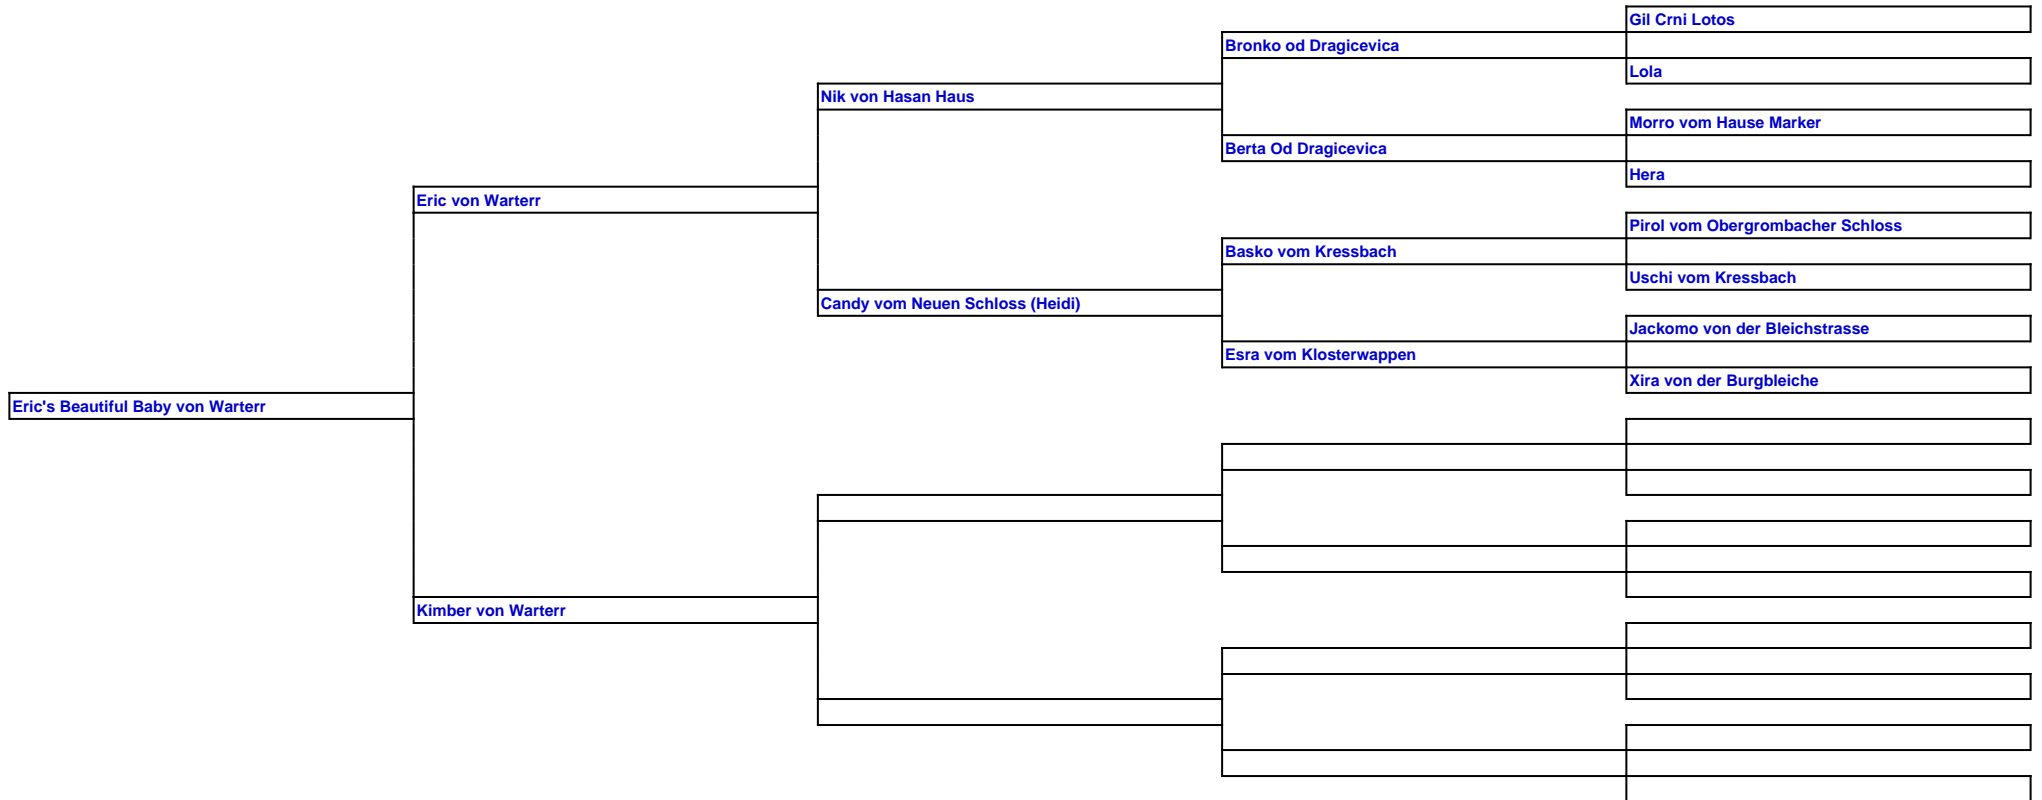 Gil Crni Lotos
Bronko od Dragicevica
Lola
Nik von Hasan Haus
Morro vom Hause Marker
Berta Od Dragicevica
Hera
Eric von Warterr
Pirol vom Obergrombacher Schloss
Basko vom Kressbach
Uschi vom Kressbach
Candy vom Neuen Schloss (Heidi)
Jackomo von der Bleichstrasse
Esra vom Klosterwappen
Xira von der Burgbleiche
Eric's Beautiful Baby von Warterr
Kimber von Warterr